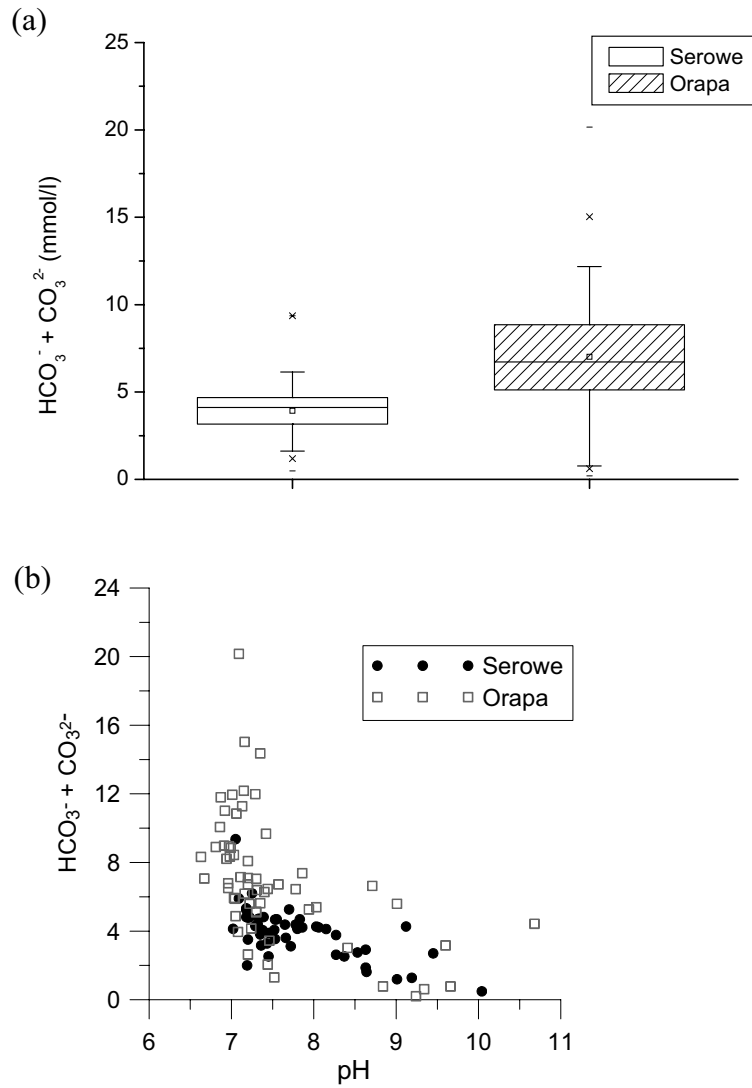 (a)
25
20
15
10
5
0
HCO₃⁻ + CO₃²⁻ (mmol/l)
Serowe
Orapa
(b)
24
20
16
12
8
4
0
HCO₃⁻ + CO₃²⁻
Serowe
Orapa
6 7 8 9 10 11
pH